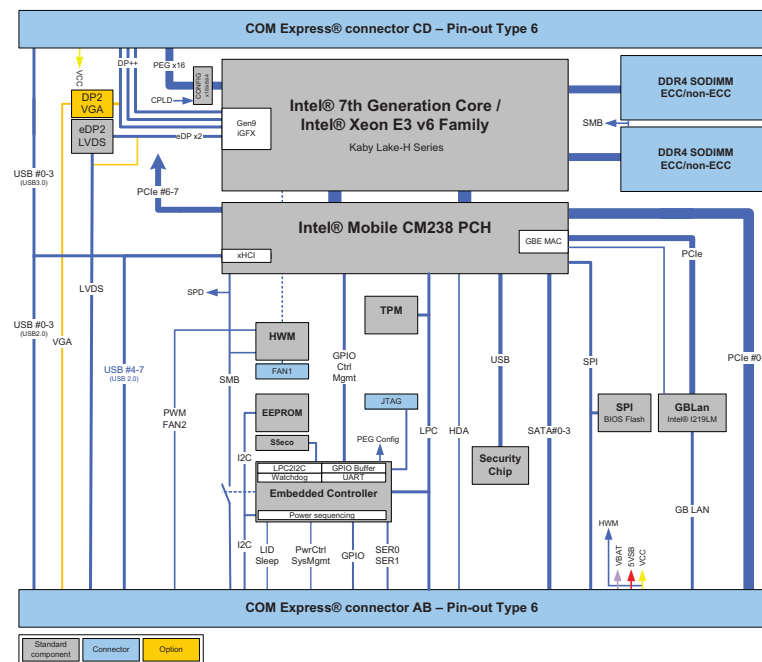 COM Express® connector CD – Pin-out Type 6
DP++
PEG x16
CONFIG
x16/x8/x4
VCC
CPLD
DP2
VGA
eDP2
LVDS
eDP x2
Gen9
iGFX
Intel® 7th Generation Core /
Intel® Xeon E3 v6 Family
Kaby Lake-H Series
DDR4 SODIMM
ECC/non-ECC
SMB
DDR4 SODIMM
ECC/non-ECC
USB #0-3
(USB3.0)
PCIe #6-7
Intel® Mobile CM238 PCH
GBE MAC
xHCI
PCIe
LVDS
SPD
USB #0-3
(USB2.0)
VGA
USB #4-7
(USB 2.0)
HWM
FAN1
SMB
GPIO
Ctrl
Mgmt
TPM
USB
SPI
PCIe #0-
PWM
FAN2
EEPROM
S5eco
JTAG
PEG Config
LPC
HDA
SATA#0-3
SPI
BIOS Flash
GBLan
Intel® I219LM
I2C
LPC2I2C
GPIO Buffer
Watchdog
UART
Embedded Controller
Power sequencing
Security
Chip
GB LAN
I2C
LID
Sleep
PwrCtrl
SysMgmt
GPIO
SER0
SER1
HWM
VBAT
5VSB
VCC
COM Express® connector AB – Pin-out Type 6
Standard
component
Connector
Option